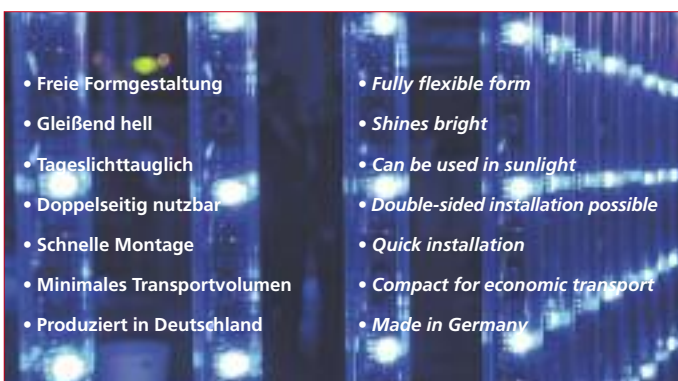 • Freie Formgestaltung
• Gleißend hell
• Tageslichttauglich
• Doppelseitig nutzbar
• Schnelle Montage
• Minimales Transportvolumen
• Produziert in Deutschland
• Fully flexible form
• Shines bright
• Can be used in sunlight
• Double-sided installation possible
• Quick installation
• Compact for economic transport
• Made in Germany